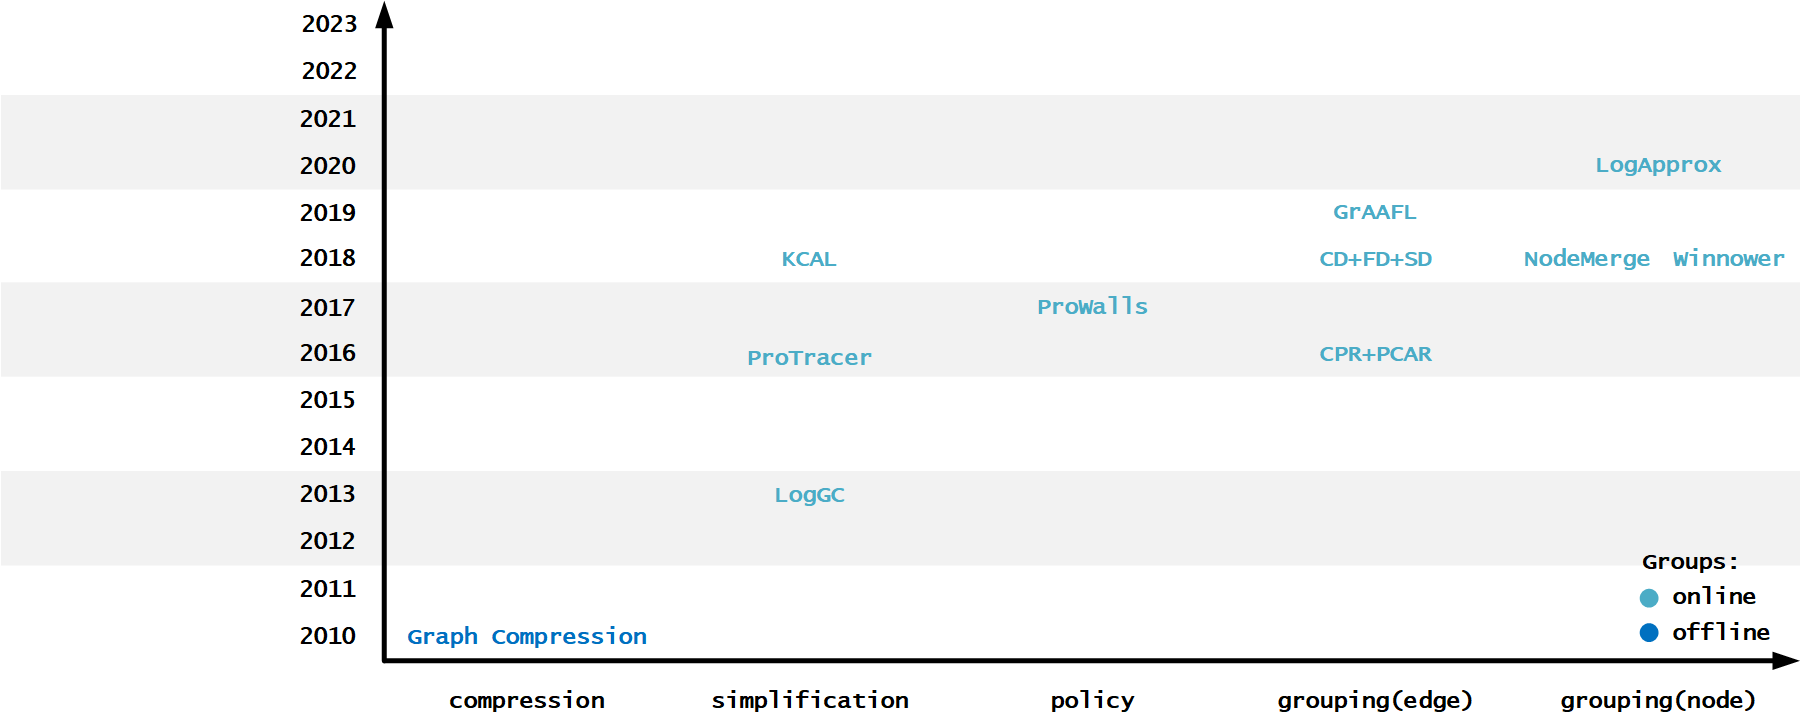 2023
2022
2021
2020 LogApprox
2019 GrAAFL
2018 KCAL CD+FD+SD NodeMerge Winnower
2017 ProWalls
2016 ProTracer CPR+PCAR
2015
2014
2013 LogGC
2012
Groups:
2011 online
2010 Graph Compression offline
compression simplification policy grouping(edge) grouping(node)